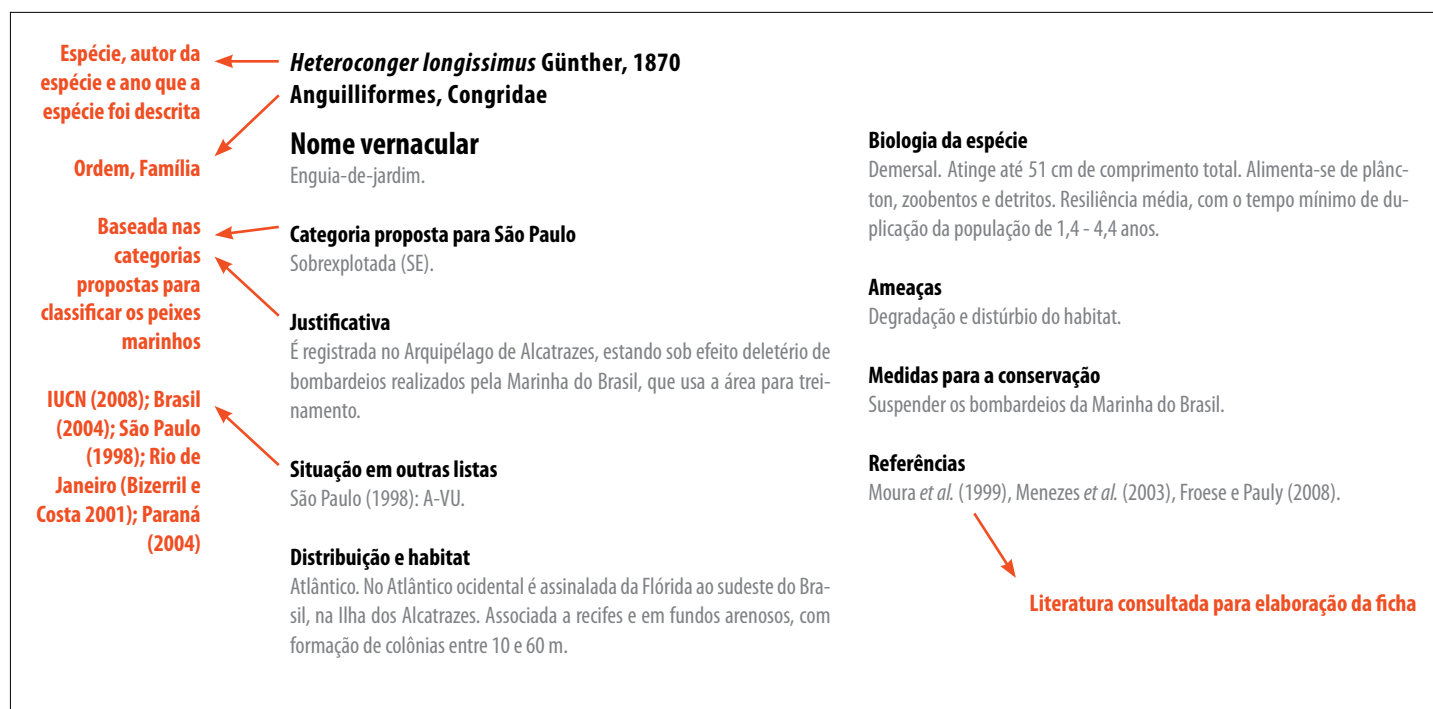 Espécie, autor da
espécie e ano que a
espécie foi descrita
Ordem, Família
Baseada nas
categorias
propostas para
classificar os peixes
marinhos
IUCN (2008); Brasil
(2004); São Paulo
(1998); Rio de
Janeiro (Bizerril e
Costa 2001); Paraná
(2004)
Heteroconger longissimus Günther, 1870
Anguilliformes, Congridae
Nome vernacular
Enguia-de-jardim.
Categoria proposta para São Paulo
Sobrexplotada (SE).
Justificativa
É registrada no Arquipélago de Alcatrazes, estando sob efeito deletério de
bombardeios realizados pela Marinha do Brasil, que usa a área para trei-
namento.
Situação em outras listas
São Paulo (1998): A-VU.
Distribuição e habitat
Atlântico. No Atlântico ocidental é assinalada da Flórida ao sudeste do Bra-
sil, na Ilha dos Alcatrazes. Associada a recifes e em fundos arenosos, com
formação de colônias entre 10 e 60 m.
Biologia da espécie
Demersal. Atinge até 51 cm de comprimento total. Alimenta-se de plânc-
ton, zoobentos e detritos. Resiliência média, com o tempo mínimo de du-
plicação da população de 1,4 - 4,4 anos.
Ameaças
Degradação e distúrbio do habitat.
Medidas para a conservação
Suspender os bombardeios da Marinha do Brasil.
Referências
Moura et al. (1999), Menezes et al. (2003), Froese e Pauly (2008).
Literatura consultada para elaboração da ficha